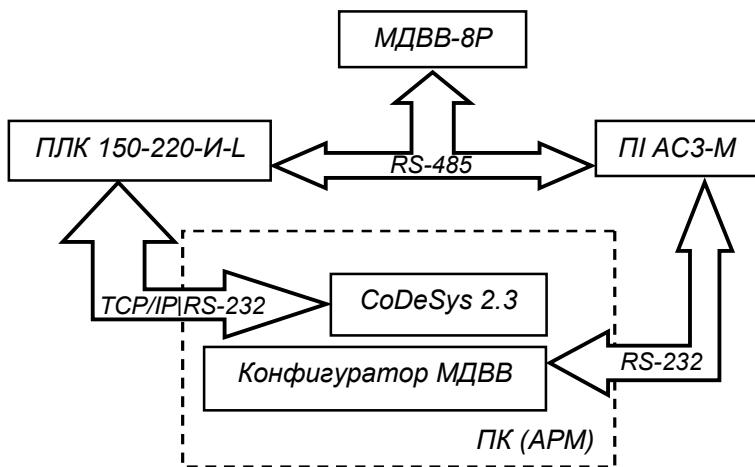 МДВВ-8Р
ПЛК 150-220-И-L
RS-485
ПІ АС3-М
TCP/IP|RS-232
CoDeSys 2.3
Конфигуратор МДВВ
RS-232
ПК (АРМ)